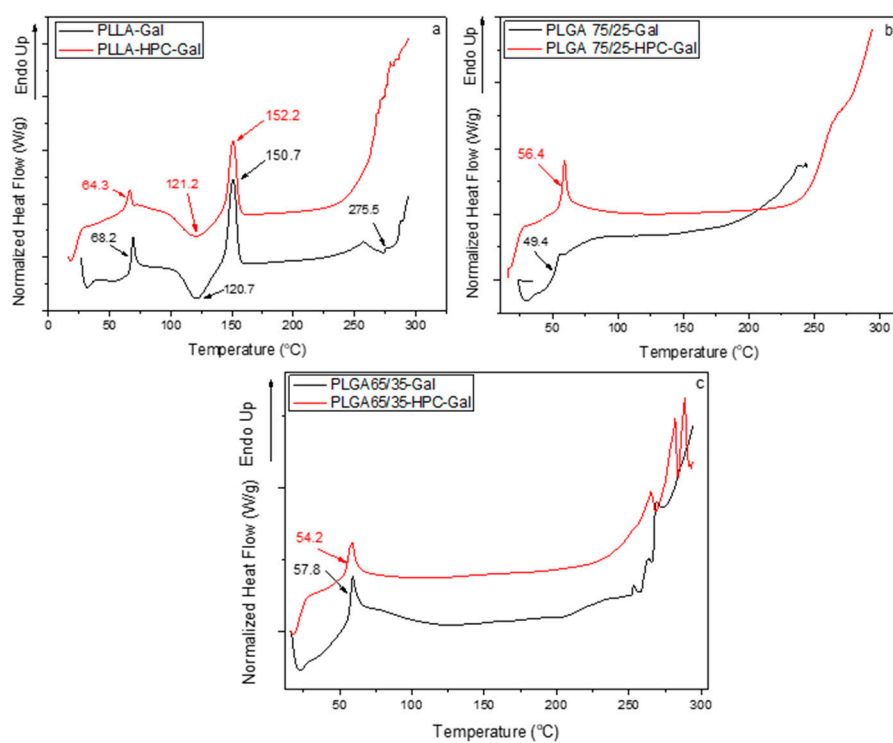 PLLA-Gal
PLLA-HPC-Gal
a
Normalized Heat Flow (W/g) Endo Up
64.3
121.2
152.2
150.7
275.5
68.2
120.7
0 50 100 150 200 250 300
Temperature (°C)
PLGA 75/25-Gal
PLGA 75/25-HPC-Gal
b
Normalized Heat Flow (W/g) Endo Up
56.4
49.4
50 100 150 200 250 300
Temperature (°C)
PLGA65/35-Gal
PLGA65/35-HPC-Gal
c
Normalized Heat Flow (W/g) Endo Up
54.2
57.8
50 100 150 200 250 300
Temperature (°C)